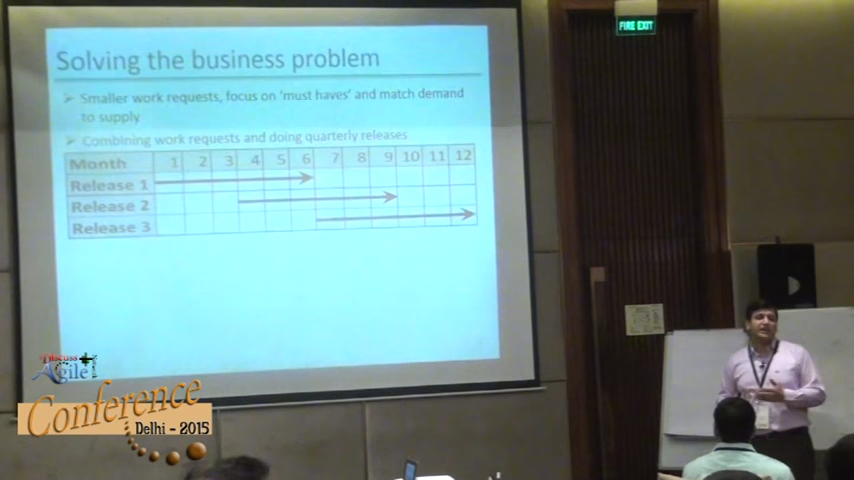 FIRE EXIT
Solving the business problem
➢ Smaller work requests, focus on 'must haves' and match demand
to supply
➢ Combining work requests and doing quarterly releases
Month 1 2 3 4 5 6 7 8 9 10 11 12
Release 1
Release 2
Release 3
Discuss
Agile
Conference
Delhi - 2015